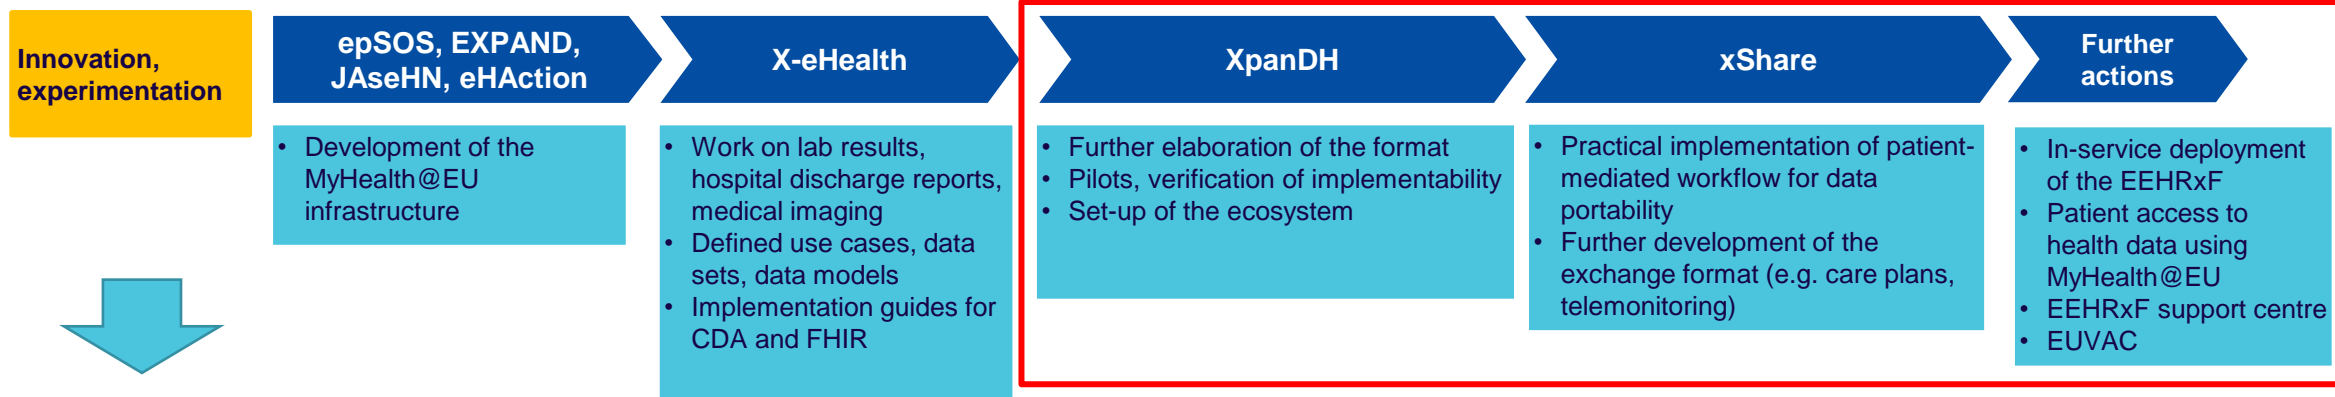 Innovation,
experimentation
epSOS, EXPAND,
JAseHN, eHAction
• Development of the
MyHealth@EU
infrastructure
X-eHealth
• Work on lab results,
hospital discharge reports,
medical imaging
• Defined use cases, data
sets, data models
• Implementation guides for
CDA and FHIR
XpanDH
• Further elaboration of the format
• Pilots, verification of implementability
• Set-up of the ecosystem
xShare
• Practical implementation of patient-
mediated workflow for data
portability
• Further development of the
exchange format (e.g. care plans,
telemonitoring)
Further
actions
• In-service deployment
of the EEHRxF
• Patient access to
health data using
MyHealth@EU
• EEHRxF support centre
• EUVAC